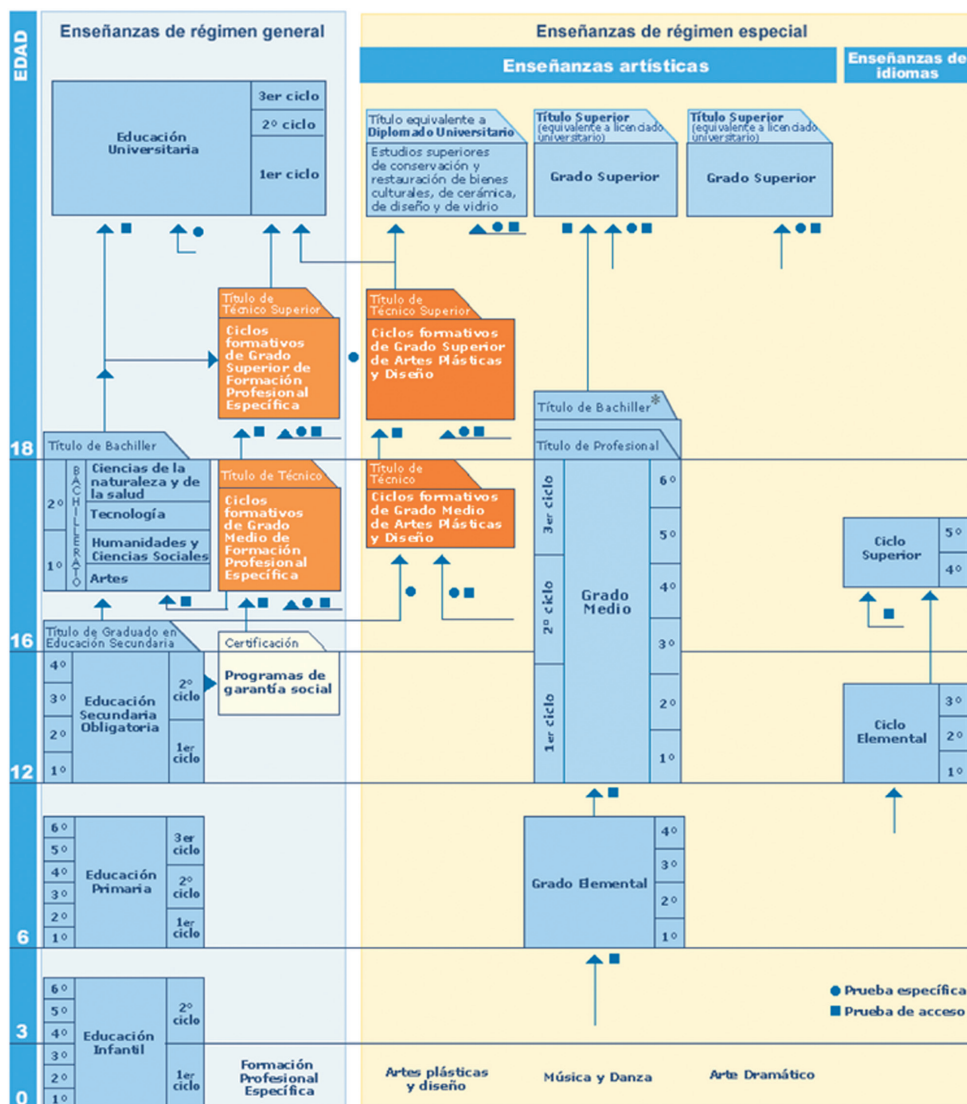 EDAD
Enseñanzas de régimen general
Enseñanzas de régimen especial
Enseñanzas artísticas
Enseñanzas de
idiomas
Educación
Universitaria
3er ciclo
2º ciclo
1er ciclo
Título equivalente a
Diplomado Universitario
Estudios superiores
de conservación y
restauración de bienes
culturales, de cerámica,
de diseño y de vidrio
Título Superior
(equivalente a licenciado
universitario)
Grado Superior
Título Superior
(equivalente a licenciado
universitario)
Grado Superior
Título de
Técnico Superior
Ciclos
formativos
de Grado
Superior de
Formación
Profesional
Específica
Título de
Técnico Superior
Ciclos formativos
de Grado Superior
de Artes Plásticas
y Diseño
Título de Bachiller*
Título de Profesional
18
Título de Bachiller
2º
1º
BACHILLERATO
Ciencias de la
naturaleza y de
la salud
Tecnología
Humanidades y
Ciencias Sociales
Artes
Título de Técnico
Ciclos
formativos
de Grado
Medio de
Formación
Profesional
Específica
Título de
Técnico
Ciclos formativos
de Grado Medio
de Artes Plásticas
y Diseño
3er ciclo
2º ciclo
1er ciclo
Grado
Medio
6º
5º
4º
3º
2º
1º
Ciclo
Superior
5º
4º
16
Título de Graduado en
Educación Secundaria
Certificación
Programas de
garantía social
4º
3º
2º
1º
Educación
Secundaria
Obligatoria
2º
ciclo
1er
ciclo
Ciclo
Elemental
3º
2º
1º
12
6º
5º
4º
3º
2º
1º
Educación
Primaria
3er
ciclo
2º
ciclo
1er
ciclo
Grado Elemental
4º
3º
2º
1º
6
6º
5º
4º
3º
2º
1º
Educación
Infantil
2º
ciclo
1er
ciclo
Prueba específica
Prueba de acceso
3
0
Formación
Profesional
Específica
Artes plásticas
y diseño
Música y Danza
Arte Dramático